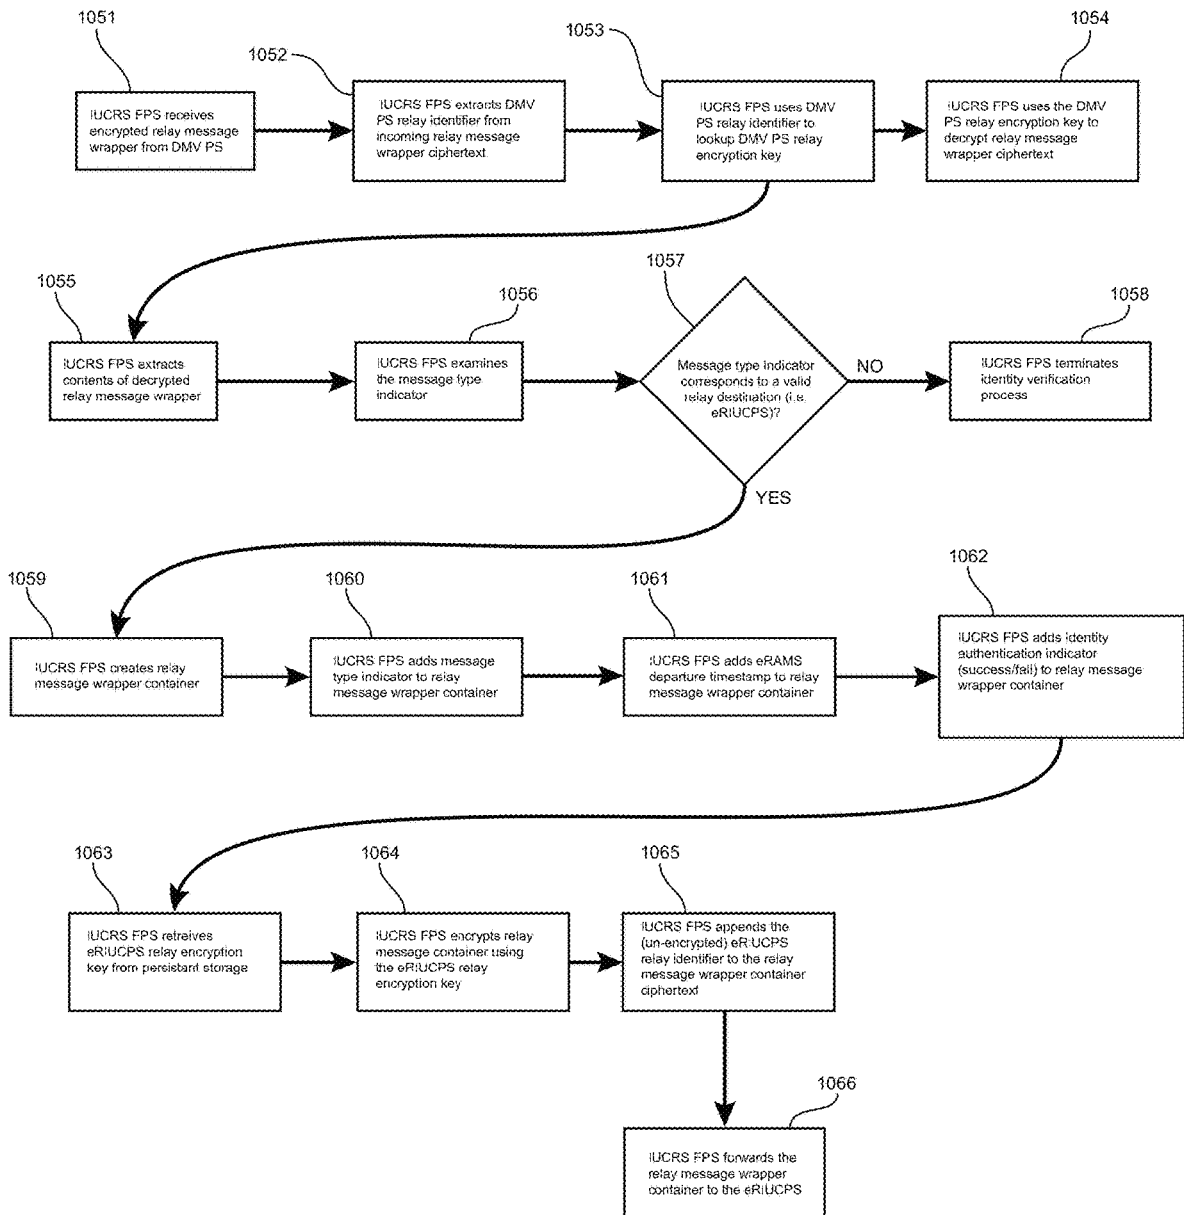 1051
IUCRS FPS receives
encrypted relay message
wrapper from DMV PS
1052
IUCRS FPS extracts DMV
PS relay identifier from
incoming relay message
wrapper ciphertext
1053
IUCRS FPS uses DMV
PS relay identifier to
lookup DMV PS relay
encryption key
1054
IUCRS FPS uses the DMV
PS relay encryption key to
decrypt relay message
wrapper ciphertext
1055
IUCRS FPS extracts
contents of decrypted
relay message wrapper
1056
IUCRS FPS examines
the message type
indicator
1057
Message type indicator
corresponds to a valid
relay destination (i.e.
eRIUCPS)?
NO
YES
1058
IUCRS FPS terminates
identity verification
process
1059
IUCRS FPS creates relay
message wrapper container
1060
IUCRS FPS adds message
type indicator to relay
message wrapper container
1061
IUCRS FPS adds eRAMS
departure timestamp to relay
message wrapper container
1062
IUCRS FPS adds identity
authentication indicator
(success/fail) to relay message
wrapper container
1063
IUCRS FPS retreives
eRIUCPS relay encryption
key from persistant storage
1064
IUCRS FPS encrypts relay
message container using
the eRIUCPS relay
encryption key
1065
IUCRS FPS appends the
(un-encrypted) eRIUCPS
relay identifier to the relay
message wrapper container
ciphertext
1066
IUCRS FPS forwards the
relay message wrapper
container to the eRIUCPS